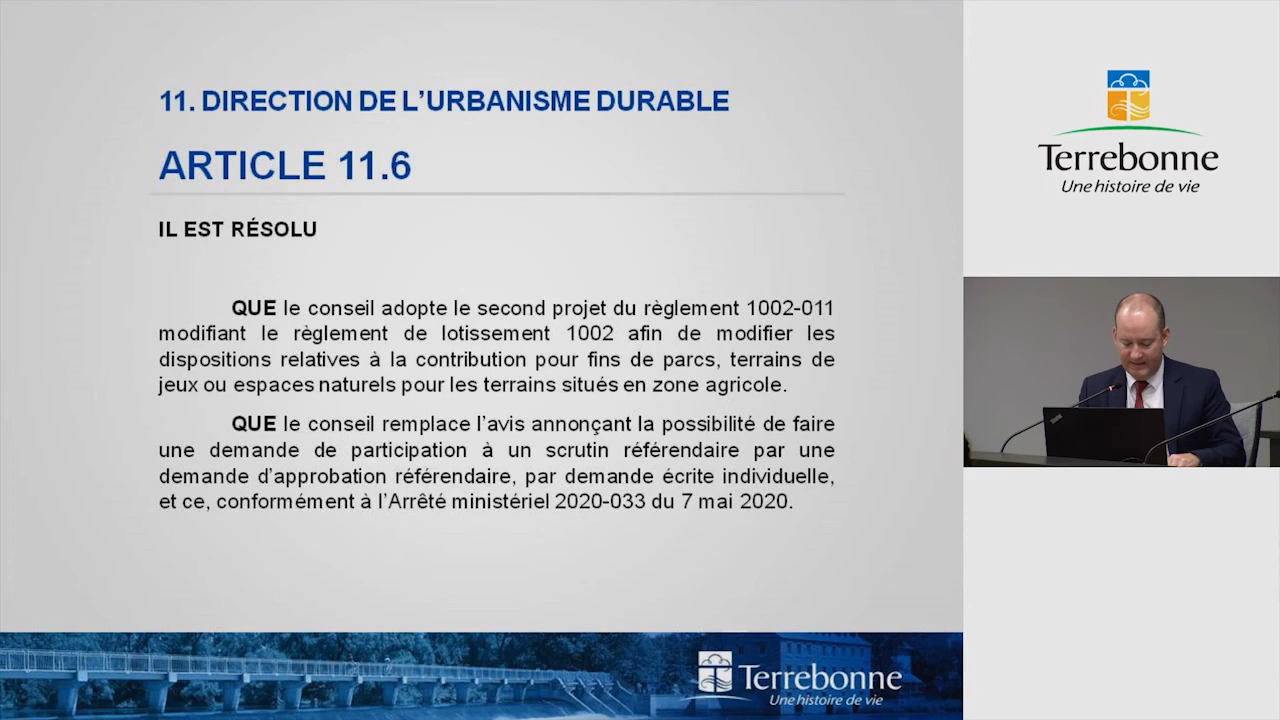 11. DIRECTION DE L'URBANISME DURABLE
ARTICLE 11.6
IL EST RÉSOLU
QUE le conseil adopte le second projet du règlement 1002-011
modifiant le règlement de lotissement 1002 afin de modifier les
dispositions relatives à la contribution pour fins de parcs, terrains de
jeux ou espaces naturels pour les terrains situés en zone agricole.
QUE le conseil remplace l'avis annonçant la possibilité de faire
une demande de participation à un scrutin référendaire par une
demande d'approbation référendaire, par demande écrite individuelle,
et ce, conformément à l'Arrêté ministériel 2020-033 du 7 mai 2020.
Terrebonne
Une histoire de vie
Terrebonne
Une histoire de vie